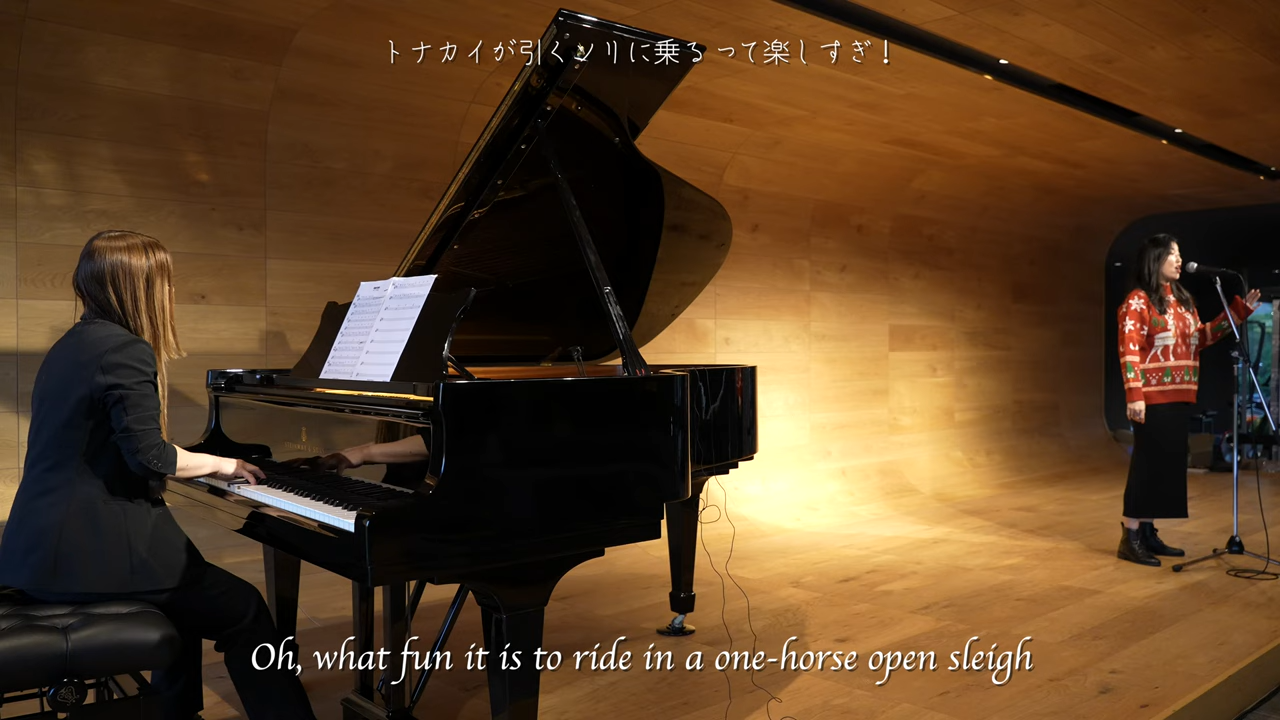 トナカイが引くソリに乗るって楽しすぎ！
Oh, what fun it is to ride in a one-horse open sleigh